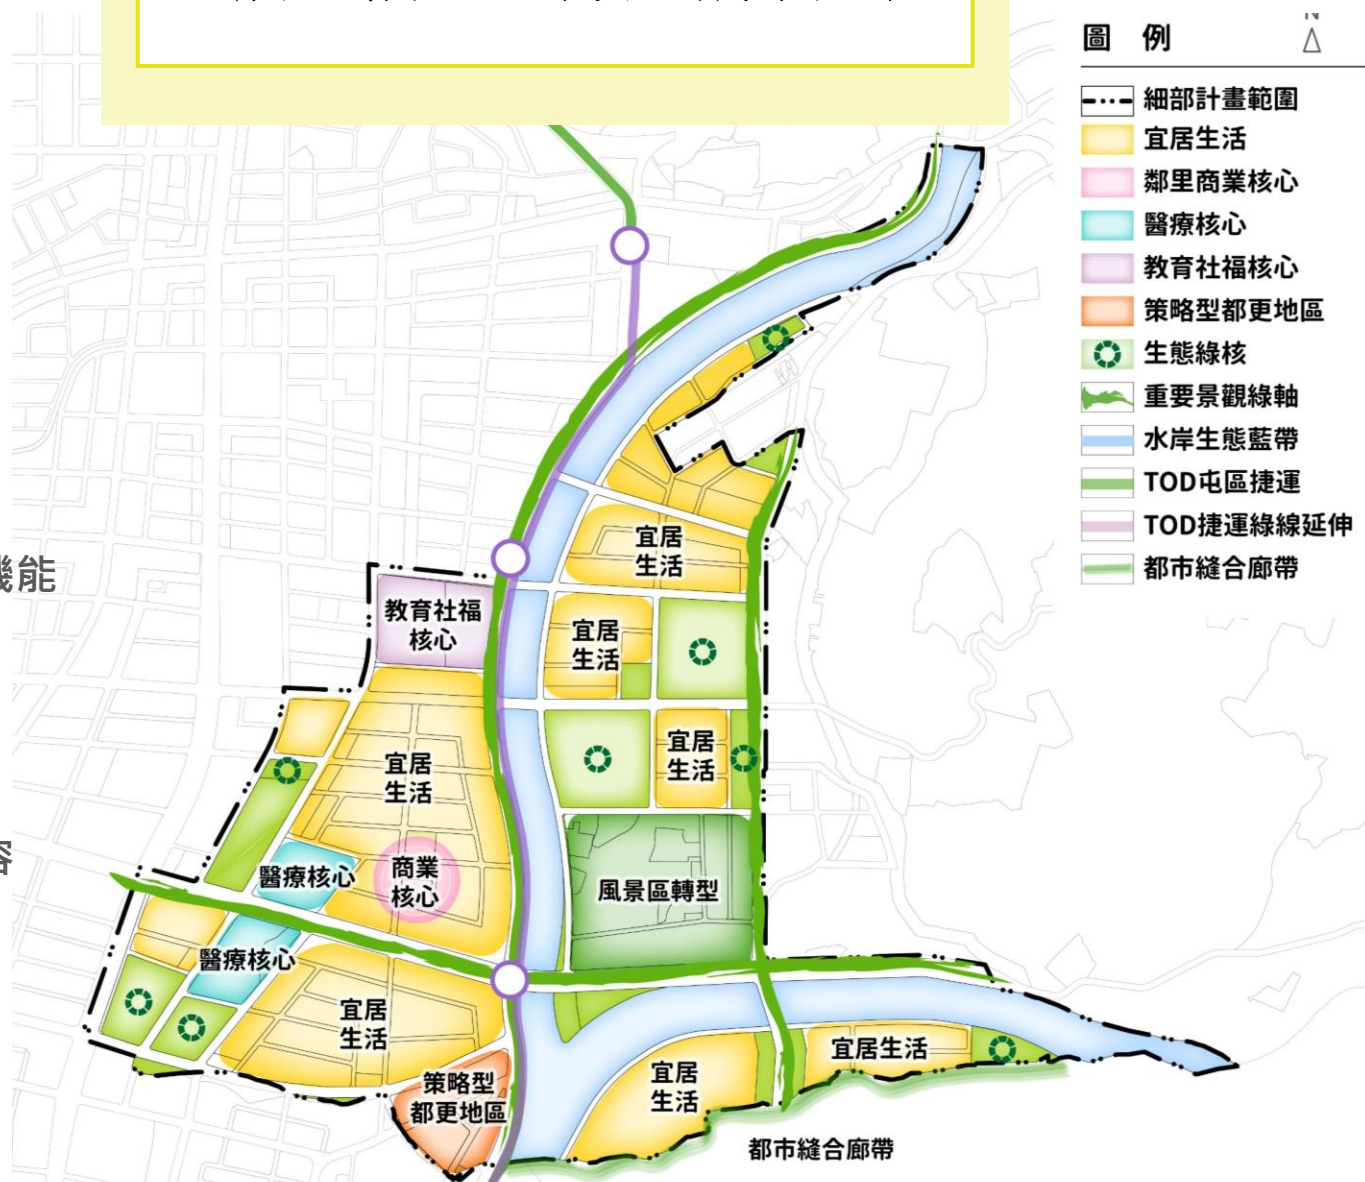 圖 例
細部計畫範圍
宜居生活
鄰里商業核心
醫療核心
教育社福核心
策略型都更地區
生態綠核
重要景觀綠軸
水岸生態藍帶
TOD屯區捷運
TOD捷運綠線延伸
都市縫合廊帶
宜居
生活
機能
教育社福
核心
宜居
生活
宜居
生活
宜居
生活
商業
核心
醫療核心
風景區轉型
醫療核心
宜居
生活
宜居生活
宜居
生活
策略型
都更地區
都市縫合廊帶